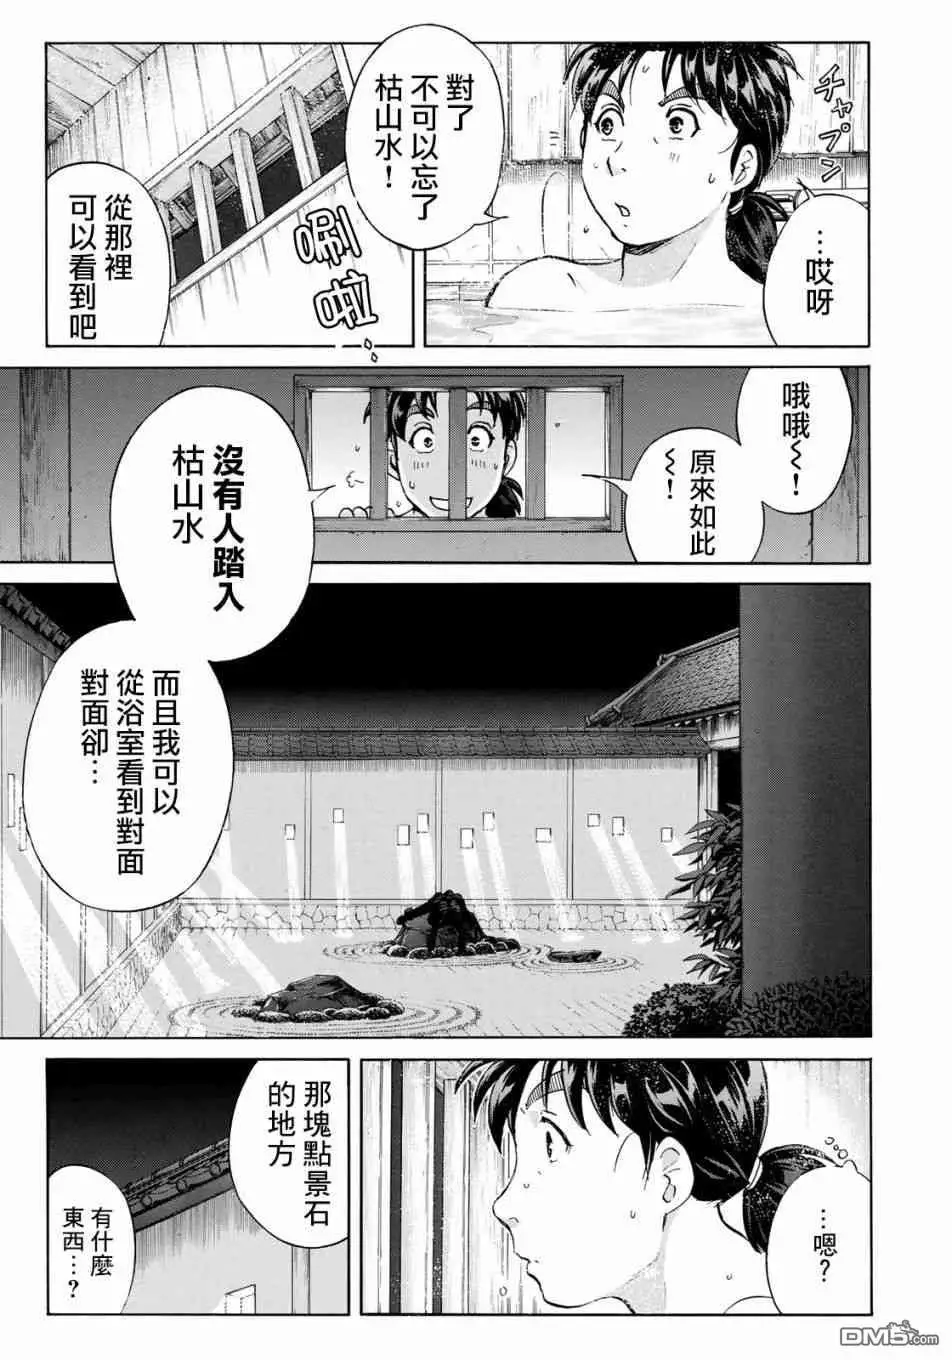 …哎呀
チャプン
對了
不可以忘了
枯山水！
唰啦
從那裡
可以看到吧
哦哦～！
原來如此
～！
沒有人踏入
枯山水
而且我可以
從浴室看到對面
對面卻…
…嗯？
那塊點景石
的地方
有什麼
東西…？
DM5.com